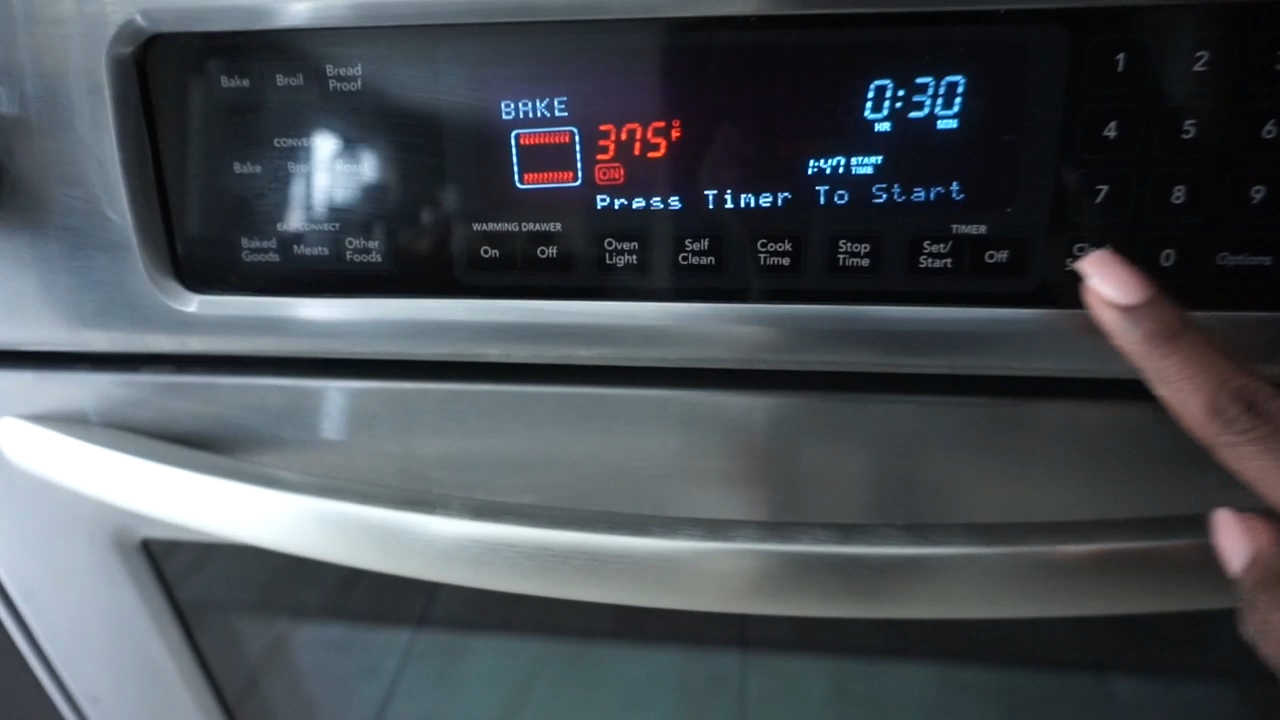 Bake Broil Bread Proof
BAKE
375°F
ON
0:30
HR MIN
1:47 START TIME
Press Timer To Start
Bake
EASY CONVECT
Baked Goods Meats Other Foods
WARMING DRAWER
On Off
Oven Light
Self Clean
Cook Time
Stop Time
TIMER
Set/ Start Off
1 2
4 5 6
7 8 9
0 Options